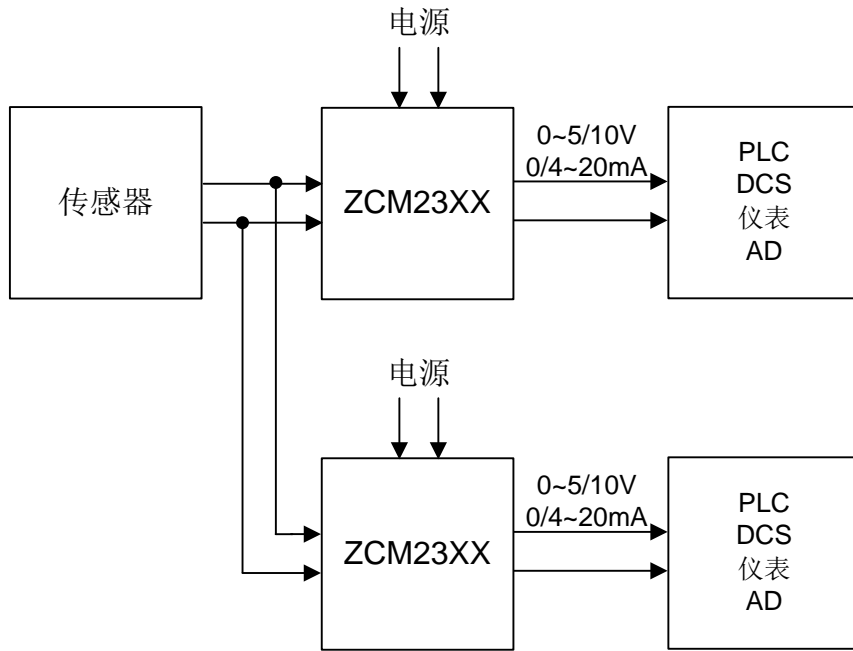 电源
传感器
ZCM23XX
0~5/10V
0/4~20mA
PLC
DCS
仪表
AD
电源
ZCM23XX
0~5/10V
0/4~20mA
PLC
DCS
仪表
AD